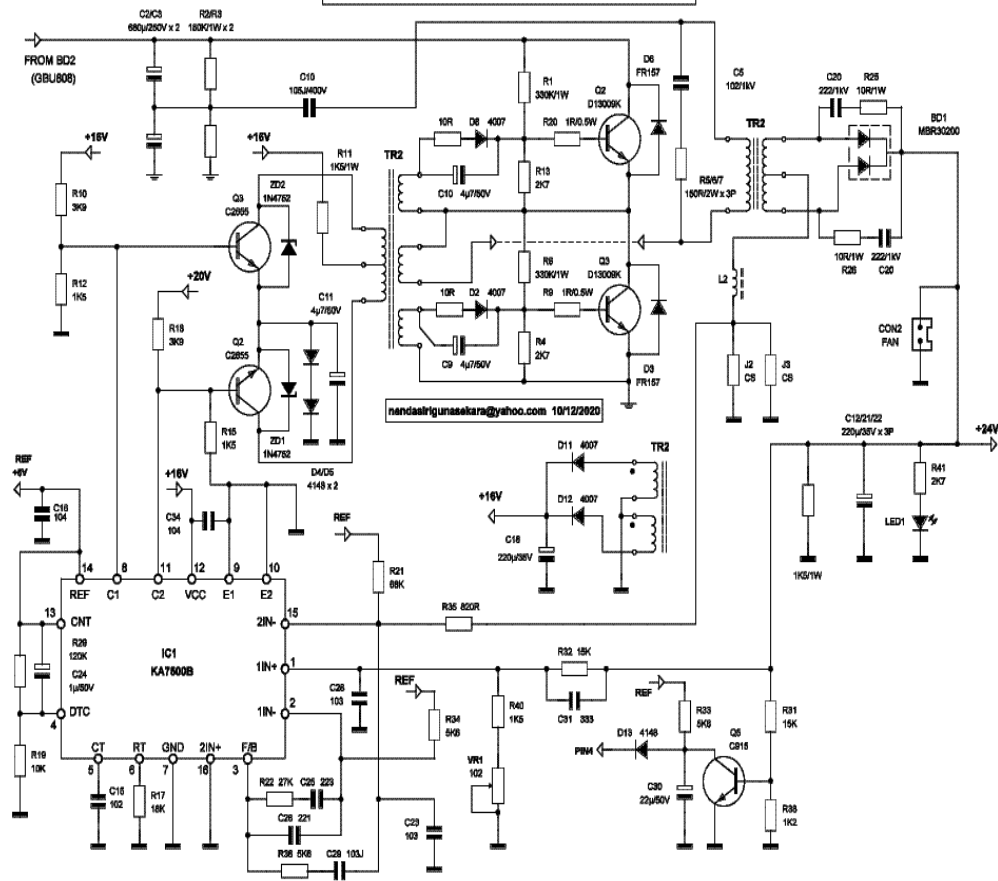 C2/C3
680µ/250V x 2
R2/R3
150K/1W x 2
FROM BD2
(GBU808)
C10
105J/400V
+16V
R10
3K9
R12
1K5
+16V
R11
1K5/1W
ZD2
1N4752
Q3
C2655
+20V
R18
3K9
Q2
C2655
ZD1
1N4752
R15
1K5
C11
4µ7/50V
D4/D5
4148 x 2
TR2
10R
D8 4007
C10
4µ7/50V
R1
330K/1W
R20 1R/0.5W
Q2
D13009K
D6
FR157
R13
2K7
R8
330K/1W
10R
D2 4007
C9 4µ7/50V
R9 1R/0.5W
Q3
D13009K
R4
2K7
D3
FR157
C5
102/1kV
R5/6/7
150R/2W x 3P
TR2
C20
222/1kV
R25
10R/1W
BD1
MBR30200
10R/1W
R26
222/1kV
C20
L2
J2
CS
J3
CS
CON2
FAN
nandasirigunasekara@yahoo.com 10/12/2020
C12/21/22
220µ/35V x 3P
+24V
R41
2K7
LED1
1K5/1W
D11 4007
D12 4007
TR2
+16V
C18
220µ/35V
REF
+5V
C16
104
+16V
C34
104
REF
R21
68K
14
8
11
12
9
10
REF
C1
C2
VCC
E1
E2
13
CNT
15
2IN-
R35 820R
R29
120K
C24
1µ/50V
IC1
KA7500B
1
1IN+
2
1IN-
DTC
4
CT
RT
GND
2IN+
F/B
5
6
7
16
3
R19
10K
C15
102
R17
18K
C28
103
REF
R34
5K6
R22 27K
C25 223
C26 221
R36 5K6
C29 103J
C23
103
R32 15K
C31 333
R40
1K5
VR1
102
REF
R33
5K6
D13 4148
PIN4
C30
22µ/50V
Q5
C915
R31
15K
R38
1K2